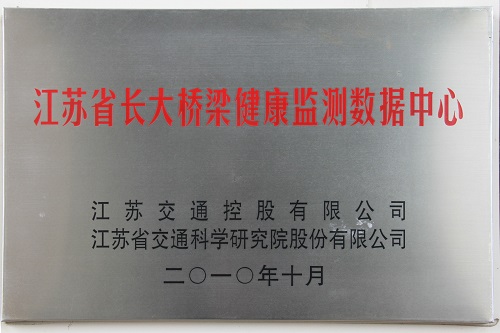 江苏省长大桥梁健康监测数据中心
江苏交通控股有限公司
江苏省交通科学研究院股份有限公司
二〇一〇年十月